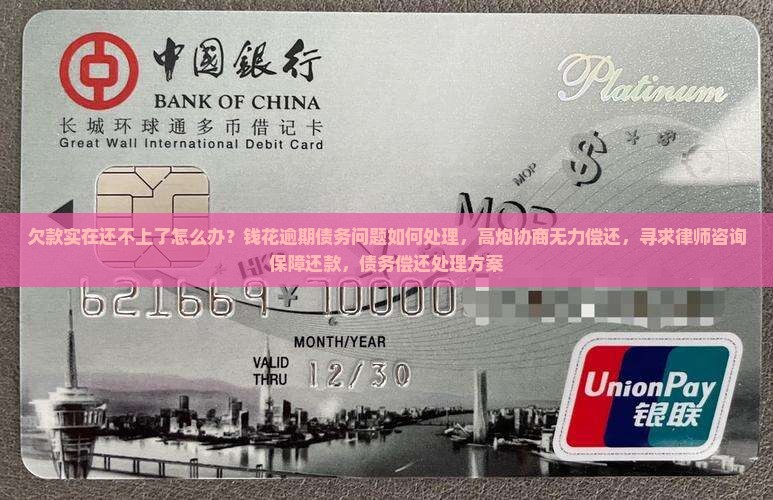 中國銀行
BANK OF CHINA
长城环球通多币借记卡
Great Wall International Debit Card
Platinum
MOP
$
¥
MOP
欠款实在还不上了怎么办？钱花逾期债务问题如何处理，高炮协商无力偿还，寻求律师咨询
保障还款，债务偿还处理方案
621669 10000
MONTH/YEAR
VALID
THRU
12/30
UnionPay
银联